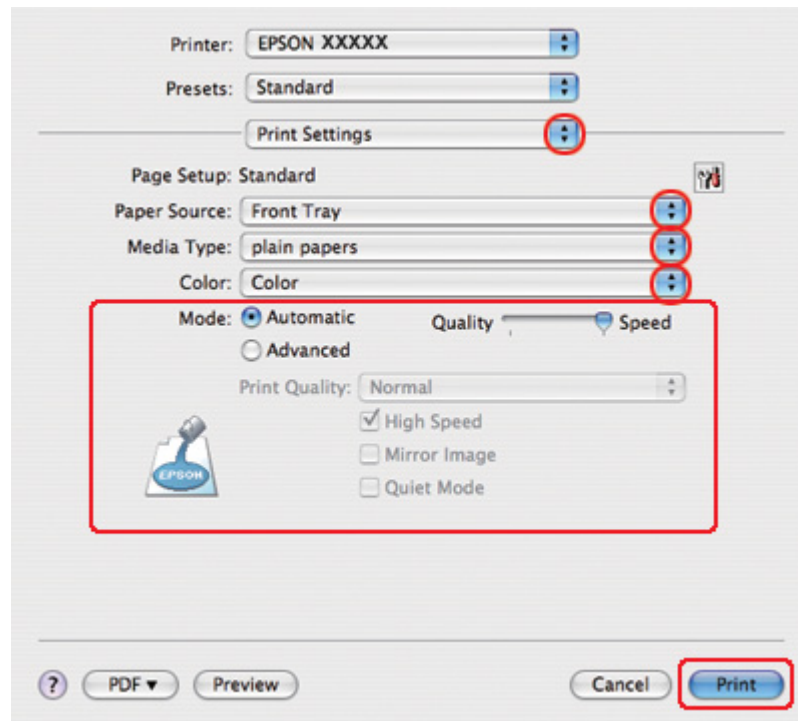 Printer: EPSON XXXXX
Presets: Standard
Print Settings
Page Setup: Standard
Paper Source: Front Tray
Media Type: plain papers
Color: Color
Mode: Automatic Quality Speed
Advanced
Print Quality: Normal
High Speed
Mirror Image
Quiet Mode
EPSON
? PDF Preview Cancel Print